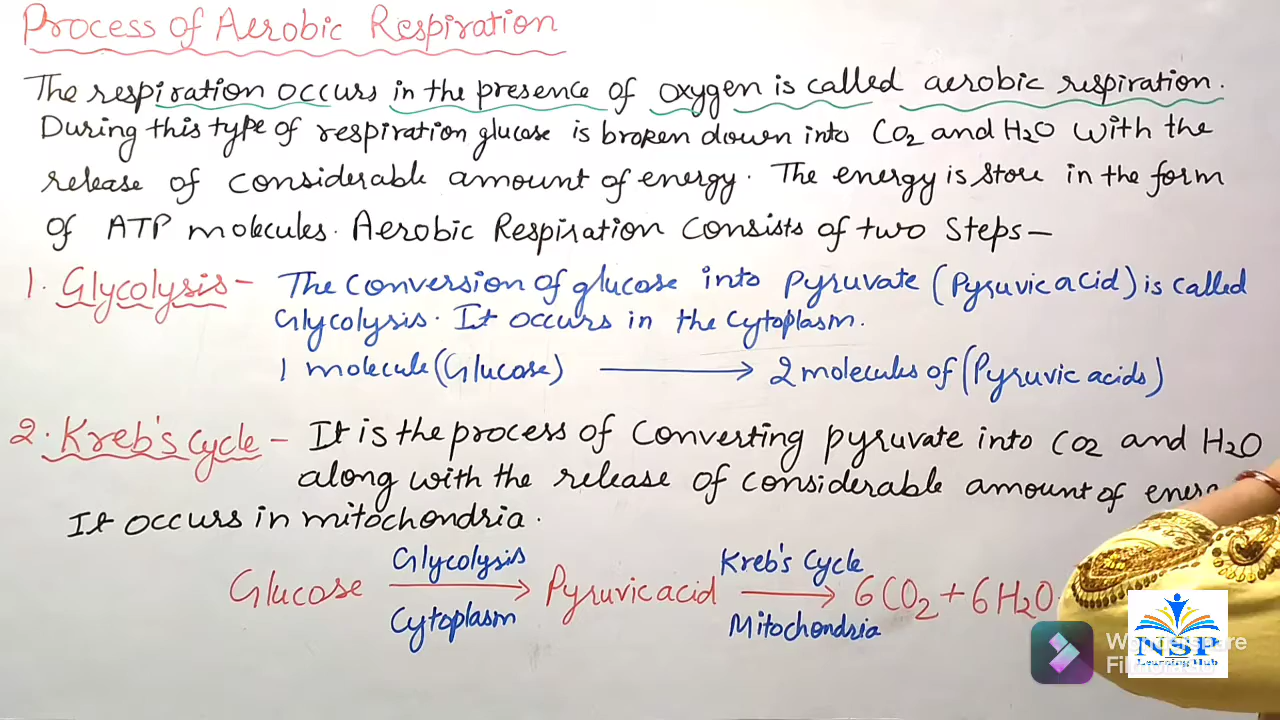 Process of Aerobic Respiration
The respiration occurs in the presence of oxygen is called aerobic respiration.
During this type of respiration glucose is broken down into CO2 and H2O with the
release of considerable amount of energy. The energy is store in the form
of ATP molecules. Aerobic Respiration consists of two steps-
1. Glycolysis- The conversion of glucose into pyruvate (Pyruvic acid) is called
Glycolysis. It occurs in the cytoplasm.
1 molecule (Glucose) → 2 molecules of (Pyruvic acids)
2. Kreb's Cycle- It is the process of converting pyruvate into CO2 and H2O
along with the release of considerable amount of
It occurs in mitochondria.
Glycolysis Kreb's Cycle
Glucose → Pyruvic acid → 6CO2 + 6H2O
Cytoplasm Mitochondria
Wondershare
Filmora
NSP
Learning Hub